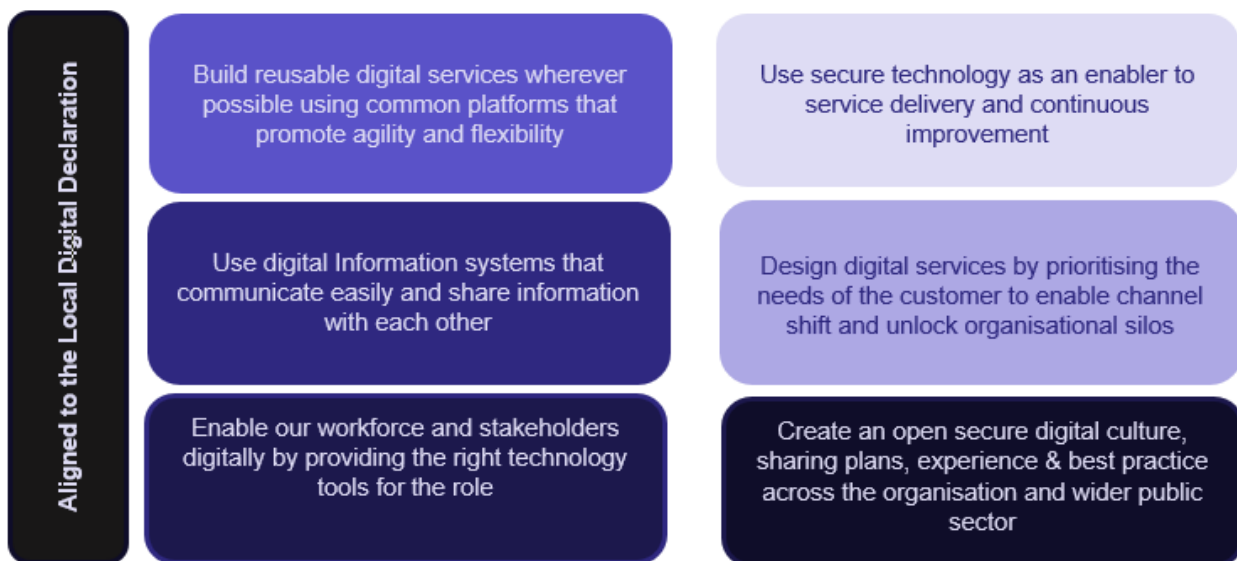 Aligned to the Local Digital Declaration
Build reusable digital services wherever
possible using common platforms that
promote agility and flexibility
Use secure technology as an enabler to
service delivery and continuous
improvement
Use digital Information systems that
communicate easily and share information
with each other
Design digital services by prioritising the
needs of the customer to enable channel
shift and unlock organisational silos
Enable our workforce and stakeholders
digitally by providing the right technology
tools for the role
Create an open secure digital culture,
sharing plans, experience & best practice
across the organisation and wider public
sector